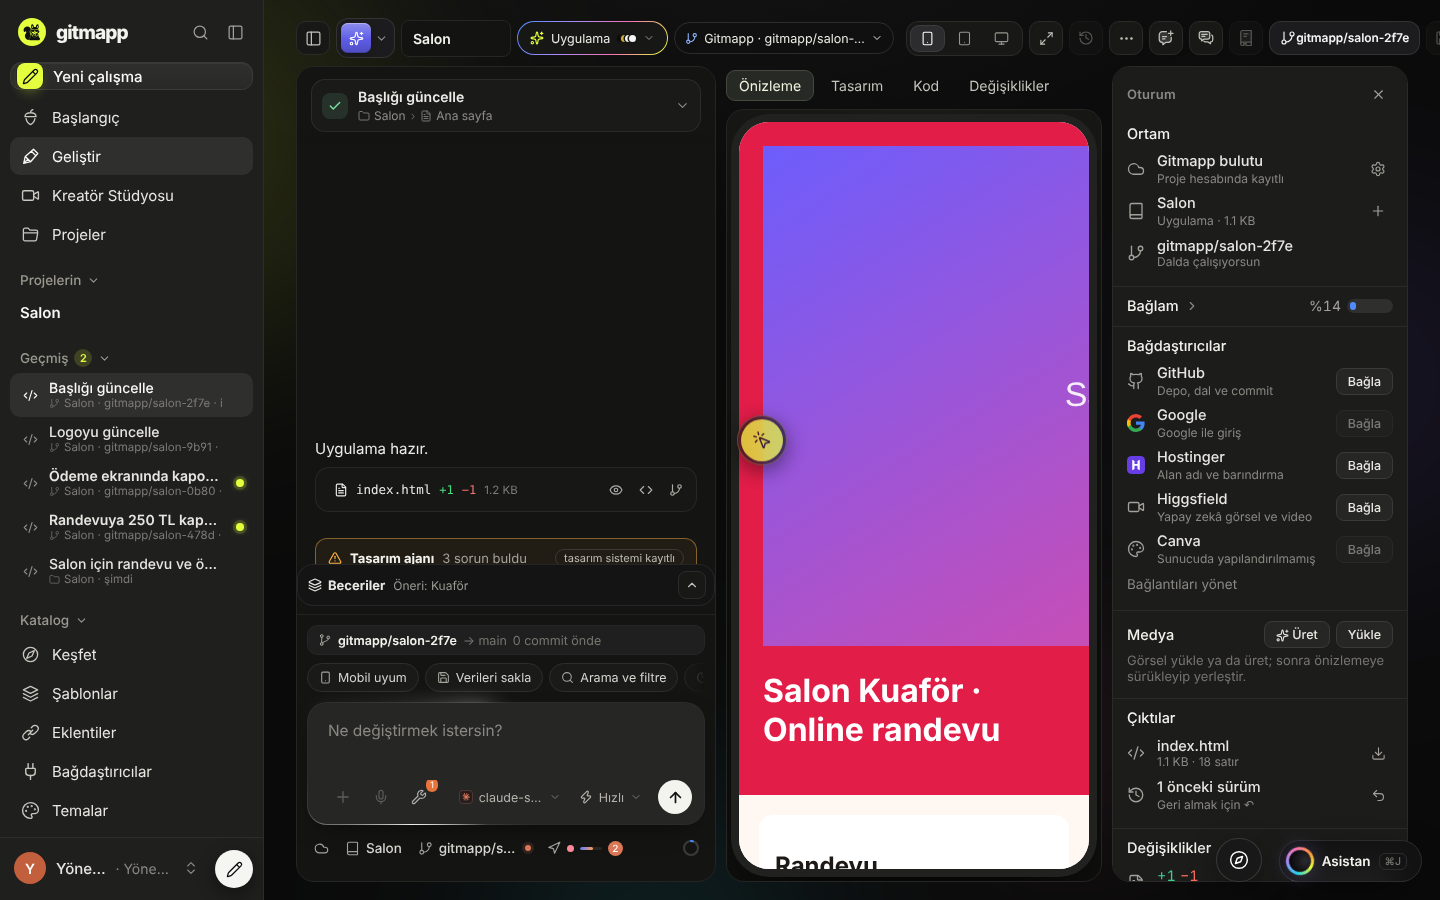 gitmapp
Yeni çalışma
Başlangıç
Geliştir
Kreatör Stüdyosu
Projeler
Projelerin
Salon
Geçmiş 2
Başlığı güncelle
Salon · gitmapp/salon-2f7e · i
Logoyu güncelle
Salon · gitmapp/salon-9b91 ·
Ödeme ekranında kapo...
Salon · gitmapp/salon-0b80 ·
Randevuya 250 TL kap...
Salon · gitmapp/salon-478d ·
Salon için randevu ve ö...
Salon · şimdi
Katalog
Keşfet
Şablonlar
Eklentiler
Bağdaştırıcılar
Temalar
Y Yöne... · Yöne...
Salon
Uygulama
Gitmapp · gitmapp/salon-...
gitmapp/salon-2f7e
Başlığı güncelle
Salon › Ana sayfa
Uygulama hazır.
index.html +1 −1 1.2 KB
Tasarım ajanı 3 sorun buldu tasarım sistemi kayıtlı
Beceriler Öneri: Kuaför
gitmapp/salon-2f7e → main 0 commit önde
Mobil uyum
Verileri sakla
Arama ve filtre
Ne değiştirmek istersin?
1
claude-s...
Hızlı
Salon
gitmapp/s...
2
Önizleme
Tasarım
Kod
Değişiklikler
S
Salon Kuaför ·
Online randevu
Randevu
Oturum
Ortam
Gitmapp bulutu
Proje hesabında kayıtlı
Salon
Uygulama · 1.1 KB
gitmapp/salon-2f7e
Dalda çalışıyorsun
Bağlam › %14
Bağdaştırıcılar
GitHub
Depo, dal ve commit
Bağla
Google
Google ile giriş
Bağla
H
Hostinger
Alan adı ve barındırma
Bağla
Higgsfield
Yapay zekâ görsel ve video
Bağla
Canva
Sunucuda yapılandırılmamış
Bağla
Bağlantıları yönet
Medya
Üret
Yükle
Görsel yükle ya da üret; sonra önizlemeye
sürükleyip yerleştir.
Çıktılar
index.html
1.1 KB · 18 satır
1 önceki sürüm
Geri almak için ↶
Değişiklikler
+1 −1
Asistan ⌘J